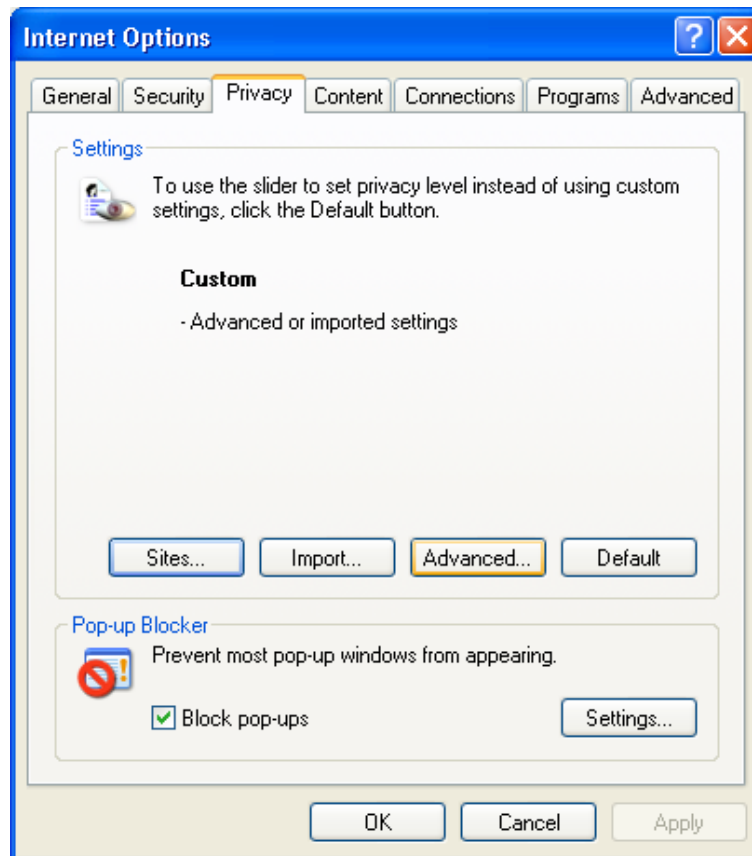 Internet Options
General Security Privacy Content Connections Programs Advanced
Settings
To use the slider to set privacy level instead of using custom
settings, click the Default button.
Custom
- Advanced or imported settings
Sites... Import... Advanced... Default
Pop-up Blocker
Prevent most pop-up windows from appearing.
Block pop-ups Settings...
OK Cancel Apply